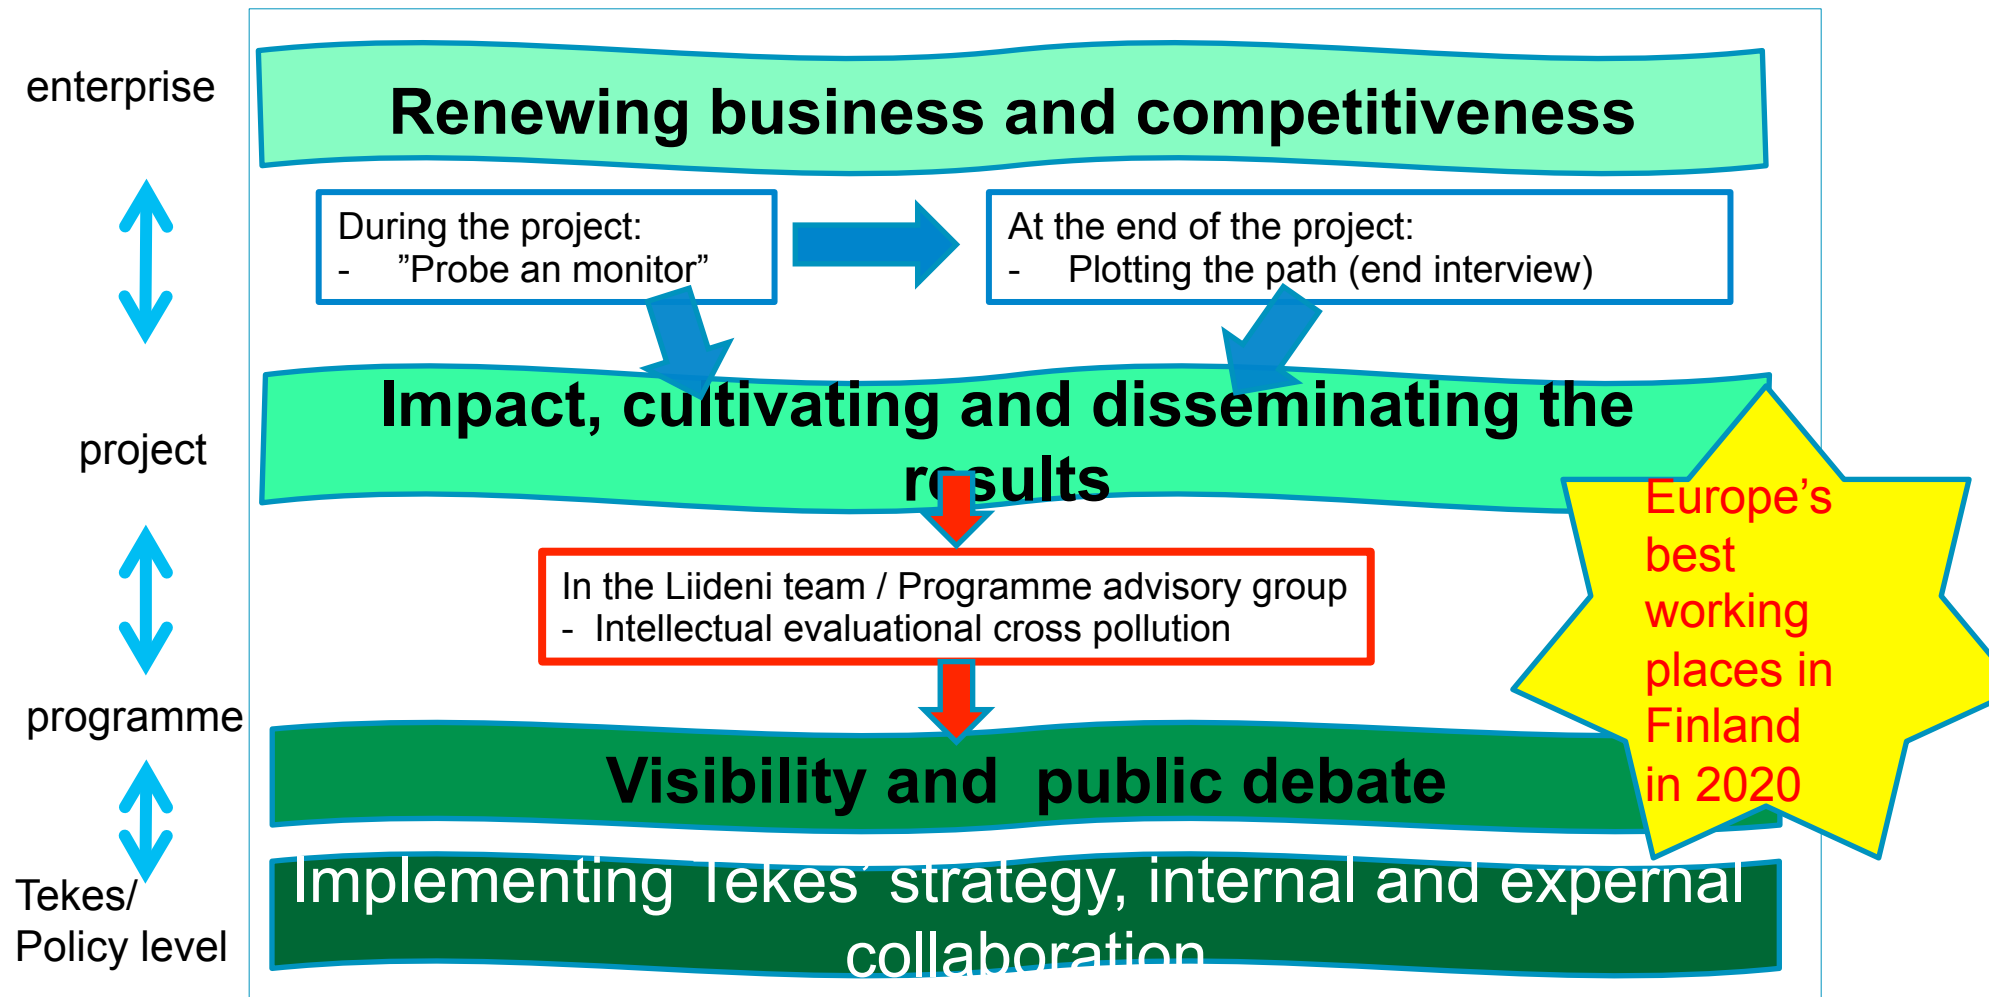 enterprise
Renewing business and competitiveness
During the project:
- ”Probe an monitor”
At the end of the project:
- Plotting the path (end interview)
Impact, cultivating and disseminating the
results
project
In the Liideni team / Programme advisory group
- Intellectual evaluational cross pollution
Europe’s
best
working
places in
Finland
in 2020
programme
Visibility and public debate
Tekes/
Policy level
Implementing Tekes’ strategy, internal and expernal
collaboration